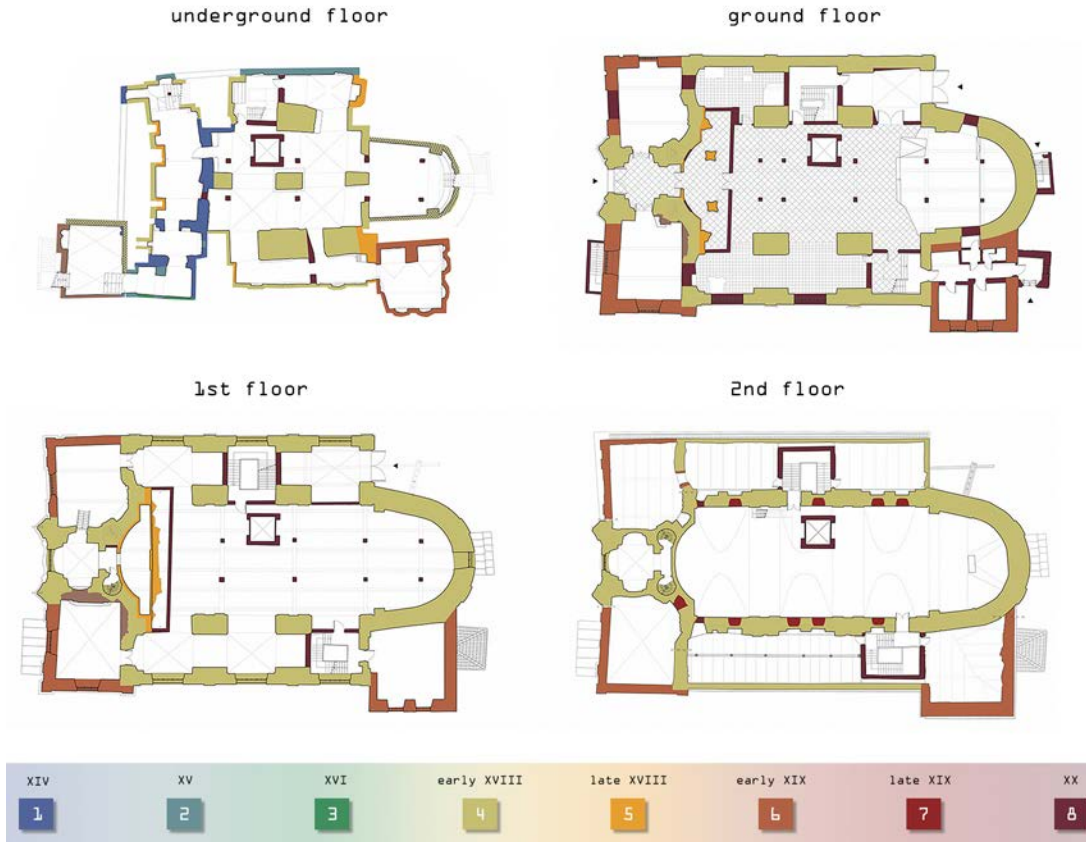 underground floor
ground floor
1st floor
2nd floor
XIV XV XVI early XVIII late XVIII early XIX late XIX XX
1 2 3 4 5 6 7 8